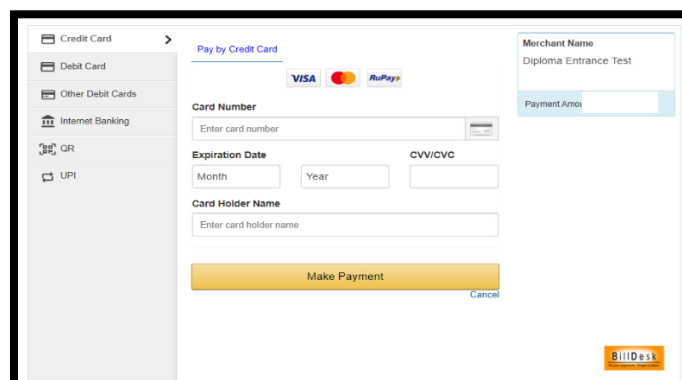 Credit Card
Debit Card
Other Debit Cards
Internet Banking
QR
UPI
Pay by Credit Card
VISA RuPay
Card Number
Enter card number
Expiration Date CVV/CVC
Month Year
Card Holder Name
Enter card holder name
Make Payment
Cancel
Merchant Name
Diploma Entrance Test
Payment
BillDesk